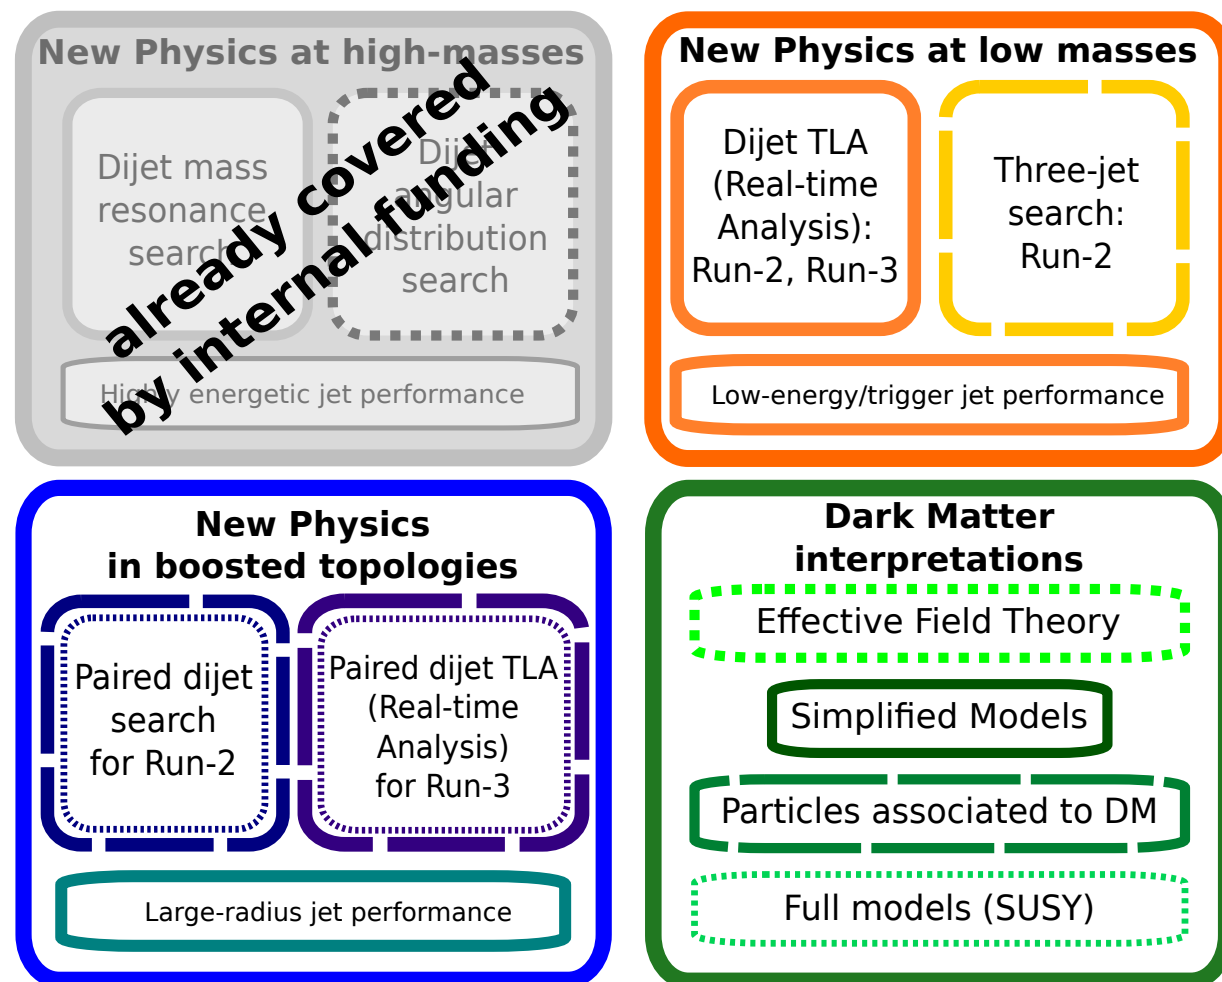 New Physics at high-masses
Dijet mass
resonance
search
Dijet
angular
distribution
search
already covered
by internal funding
Highly energetic jet performance
New Physics at low masses
Dijet TLA
(Real-time
Analysis):
Run-2, Run-3
Three-jet
search:
Run-2
Low-energy/trigger jet performance
New Physics
in boosted topologies
Paired dijet
search
for Run-2
Paired dijet TLA
(Real-time
Analysis)
for Run-3
Large-radius jet performance
Dark Matter
interpretations
Effective Field Theory
Simplified Models
Particles associated to DM
Full models (SUSY)